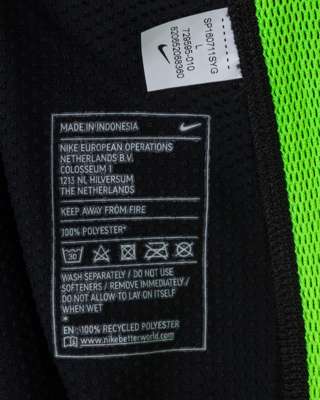 SP160711SYG
L
729595-010
520652088360
MADE IN INDONESIA
NIKE EUROPEAN OPERATIONS
NETHERLANDS B.V.
COLOSSEUM 1
1213 NL HILVERSUM
THE NETHERLANDS
KEEP AWAY FROM FIRE
100% POLYESTER*
30
WASH SEPARATELY / DO NOT USE
SOFTENERS / REMOVE IMMEDIATELY /
DO NOT ALLOW TO LAY ON ITSELF
WHEN WET
*
EN: 100% RECYCLED POLYESTER
www.nikebetterworld.com